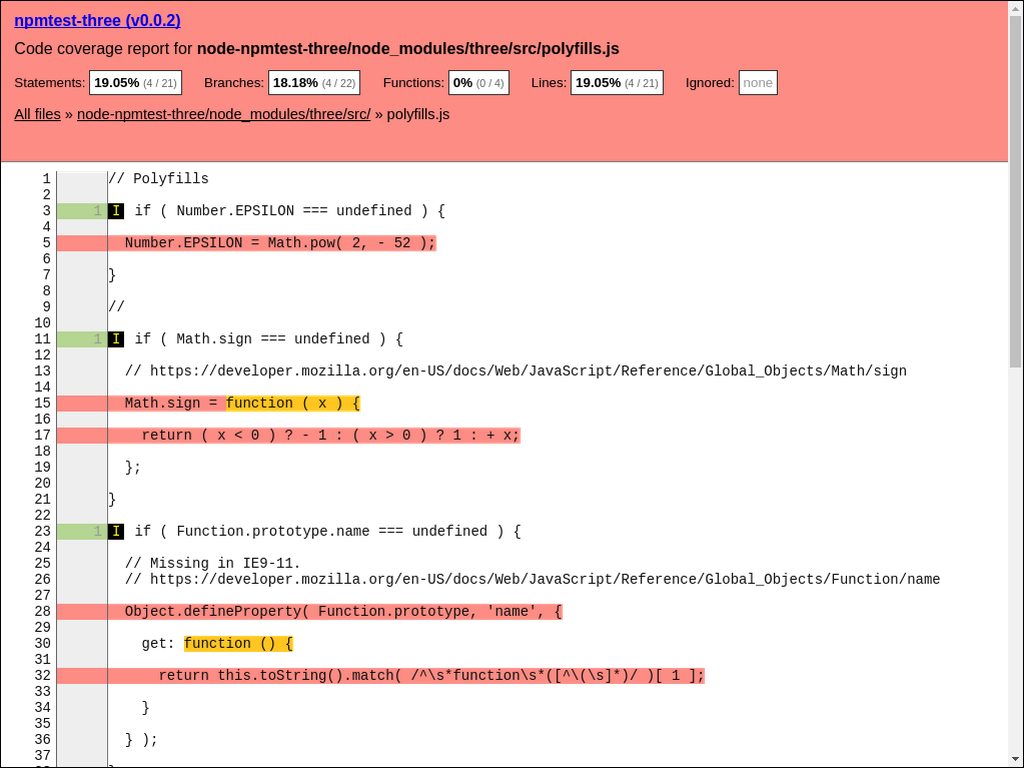 npmtest-three (v0.0.2)
Code coverage report for node-npmtest-three/node_modules/three/src/polyfills.js
Statements: 19.05% (4 / 21) Branches: 18.18% (4 / 22) Functions: 0% (0 / 4) Lines: 19.05% (4 / 21) Ignored: none
All files » node-npmtest-three/node_modules/three/src/ » polyfills.js
1 // Polyfills
2
3 1 I if ( Number.EPSILON === undefined ) {
4
5 Number.EPSILON = Math.pow( 2, - 52 );
6
7 }
8
9 //
10
11 1 I if ( Math.sign === undefined ) {
12
13 // https://developer.mozilla.org/en-US/docs/Web/JavaScript/Reference/Global_Objects/Math/sign
14
15 Math.sign = function ( x ) {
16
17 return ( x < 0 ) ? - 1 : ( x > 0 ) ? 1 : + x;
18
19 };
20
21 }
22
23 1 I if ( Function.prototype.name === undefined ) {
24
25 // Missing in IE9-11.
26 // https://developer.mozilla.org/en-US/docs/Web/JavaScript/Reference/Global_Objects/Function/name
27
28 Object.defineProperty( Function.prototype, 'name', {
29
30 get: function () {
31
32 return this.toString().match( /^\s*function\s*([^\(\s]*)/ )[ 1 ];
33
34 }
35
36 } );
37